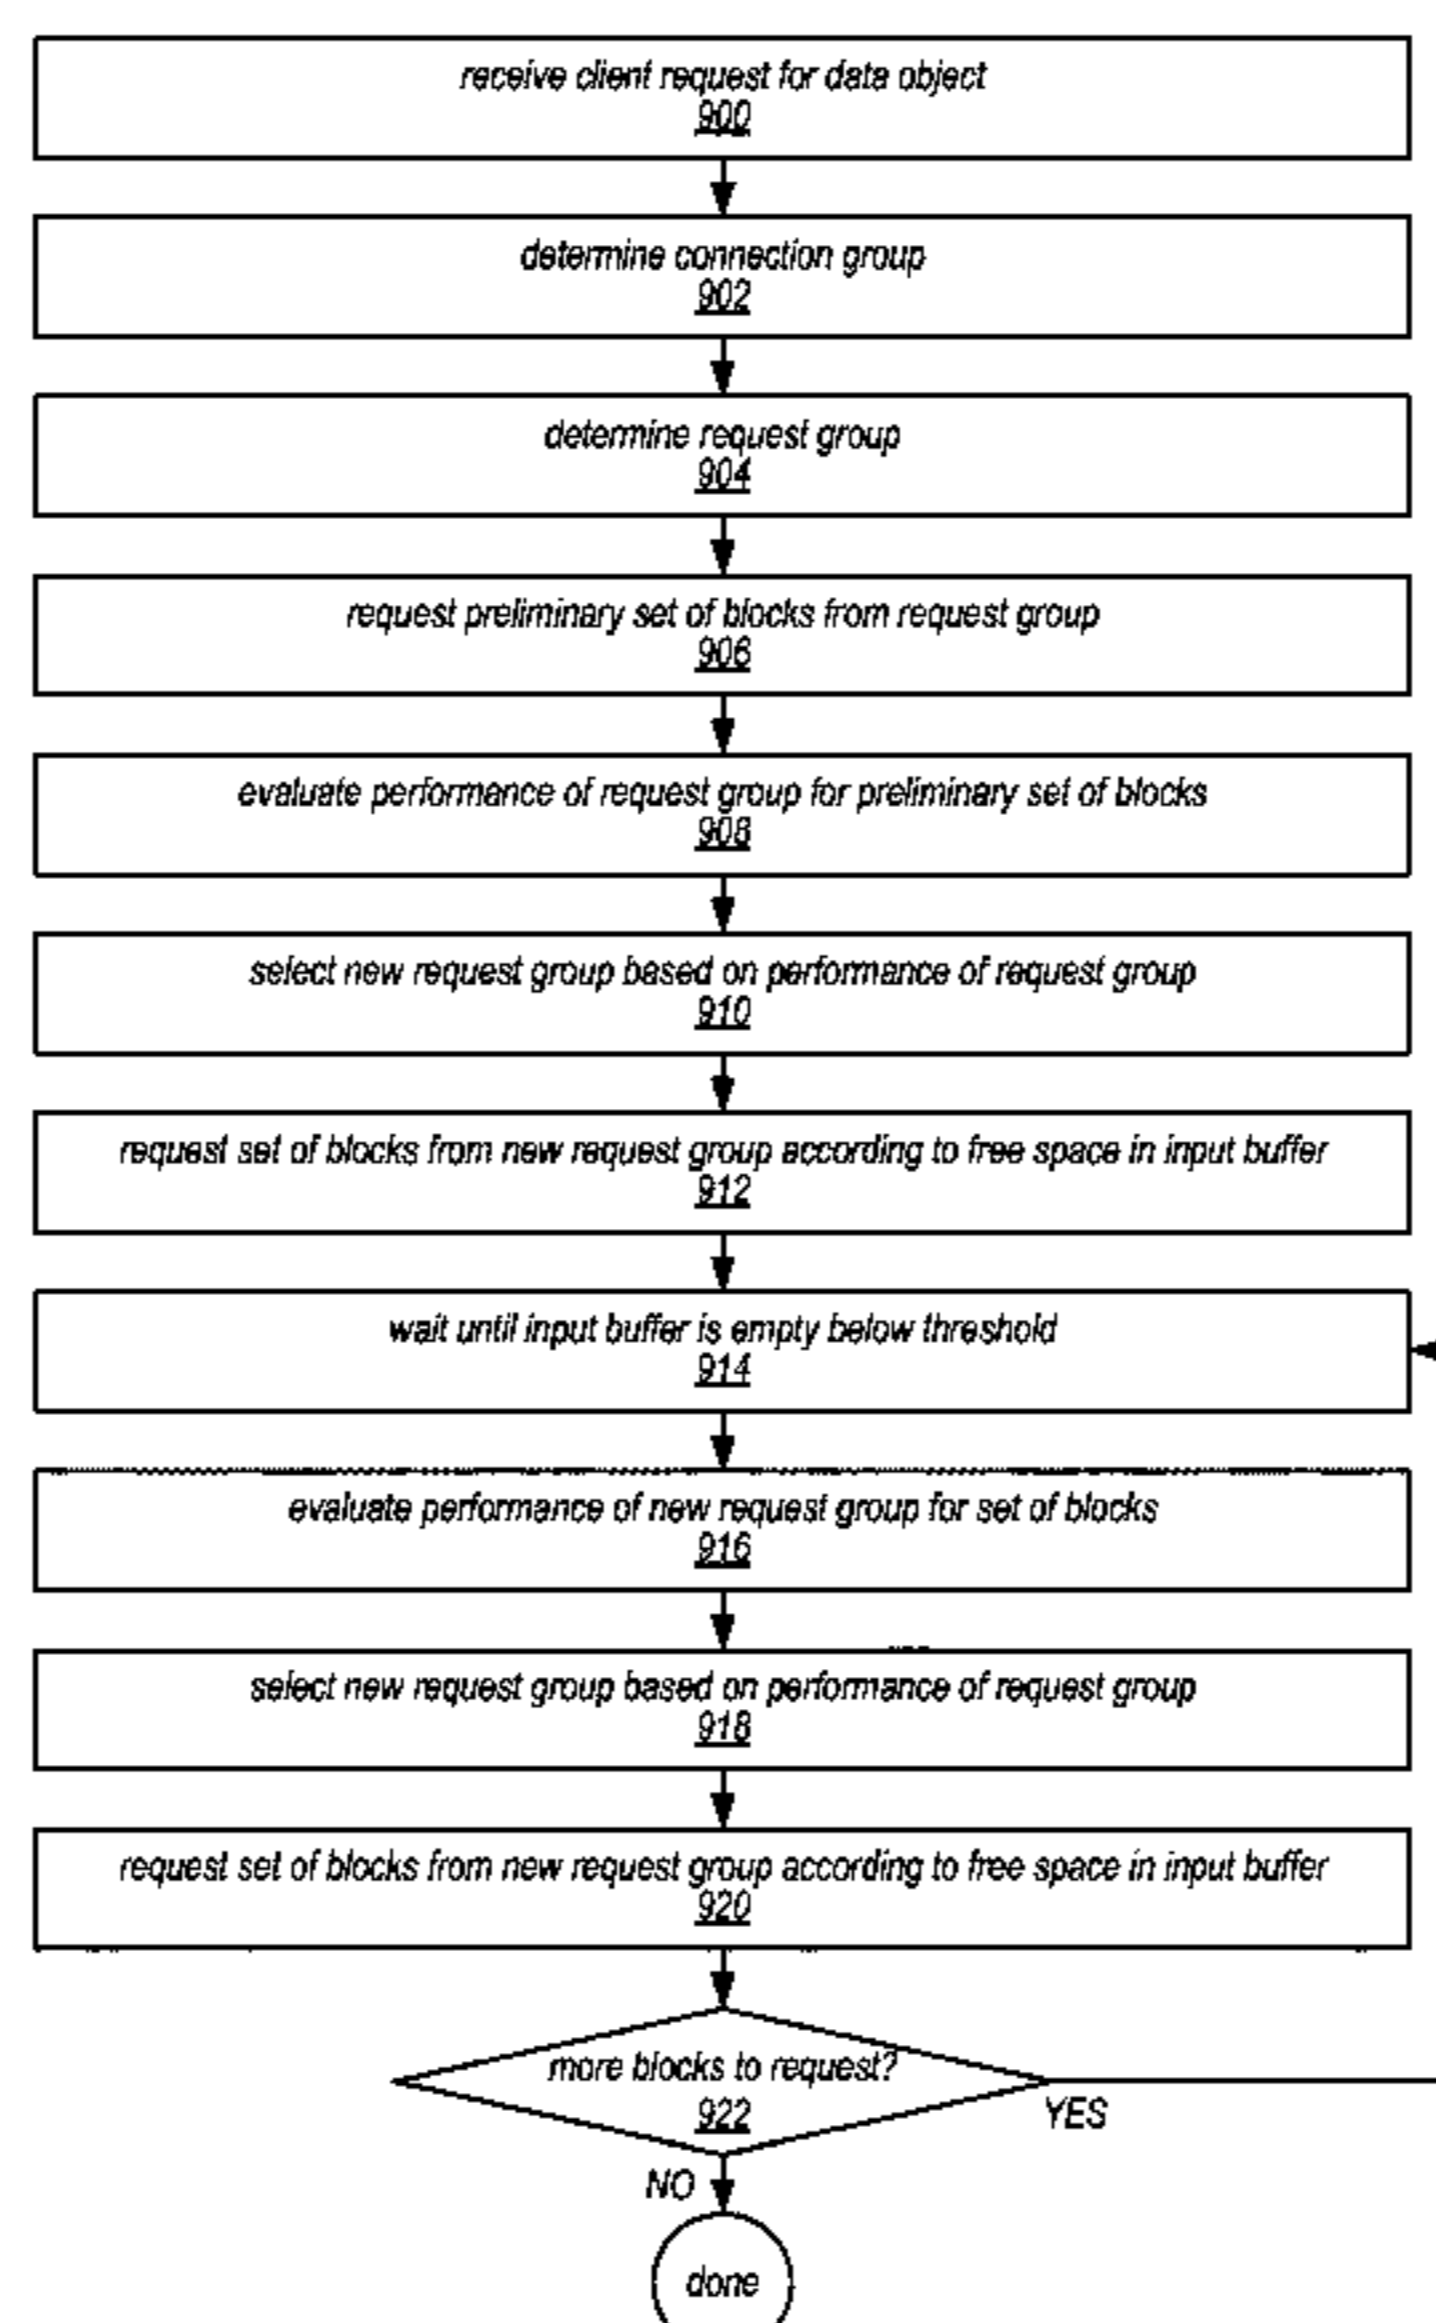 receive client request for data object
900
determine connection group
902
determine request group
904
request preliminary set of blocks from request group
906
evaluate performance of request group for preliminary set of blocks
908
select new request group based on performance of request group
910
request set of blocks from new request group according to free space in input buffer
912
wait until input buffer is empty below threshold
914
evaluate performance of new request group for set of blocks
916
select new request group based on performance of request group
918
request set of blocks from new request group according to free space in input buffer
920
more blocks to request?
922
YES
NO
done